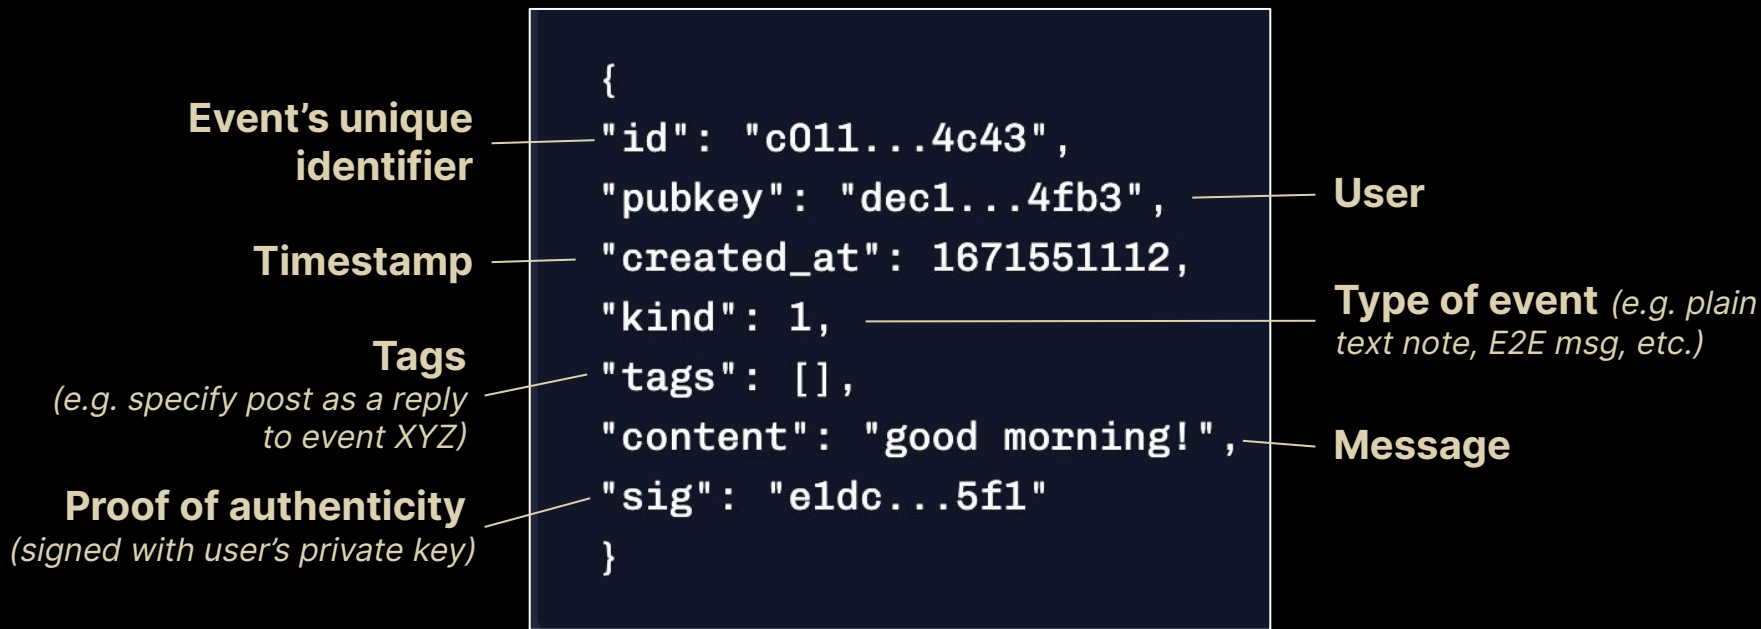 Event's unique
identifier
Timestamp
Tags
(e.g. specify post as a reply
to event XYZ)
Proof of authenticity
(signed with user's private key)
{
"id": "c011...4c43",
"pubkey": "dec1...4fb3",
"created_at": 1671551112,
"kind": 1,
"tags": [],
"content": "good morning!",
"sig": "e1dc...5f1"
}
User
Type of event (e.g. plain
text note, E2E msg, etc.)
Message